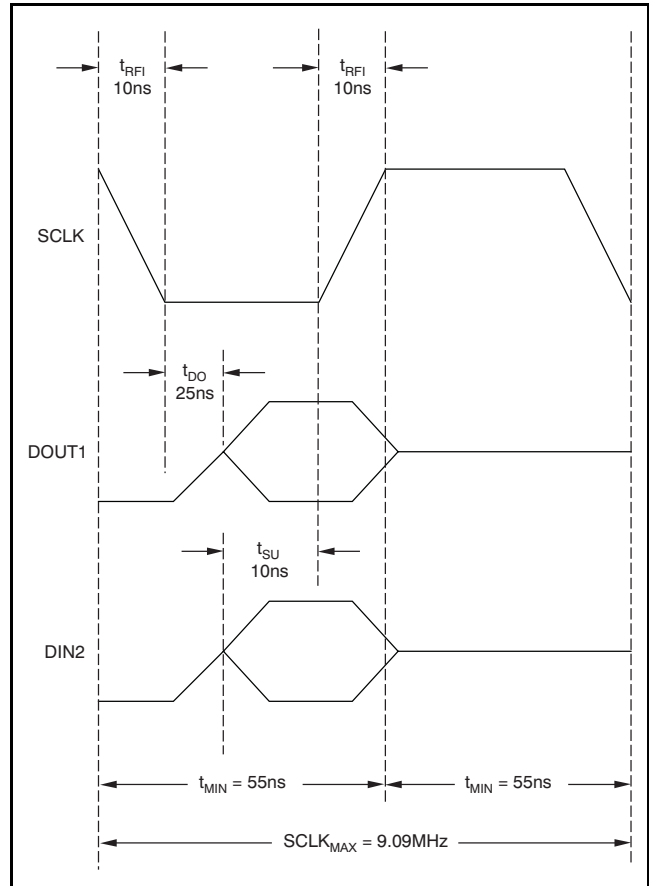 tRFI
10ns
tRFI
10ns
SCLK
tDO
25ns
DOUT1
tSU
10ns
DIN2
tMIN = 55ns
tMIN = 55ns
SCLKMAX = 9.09MHz